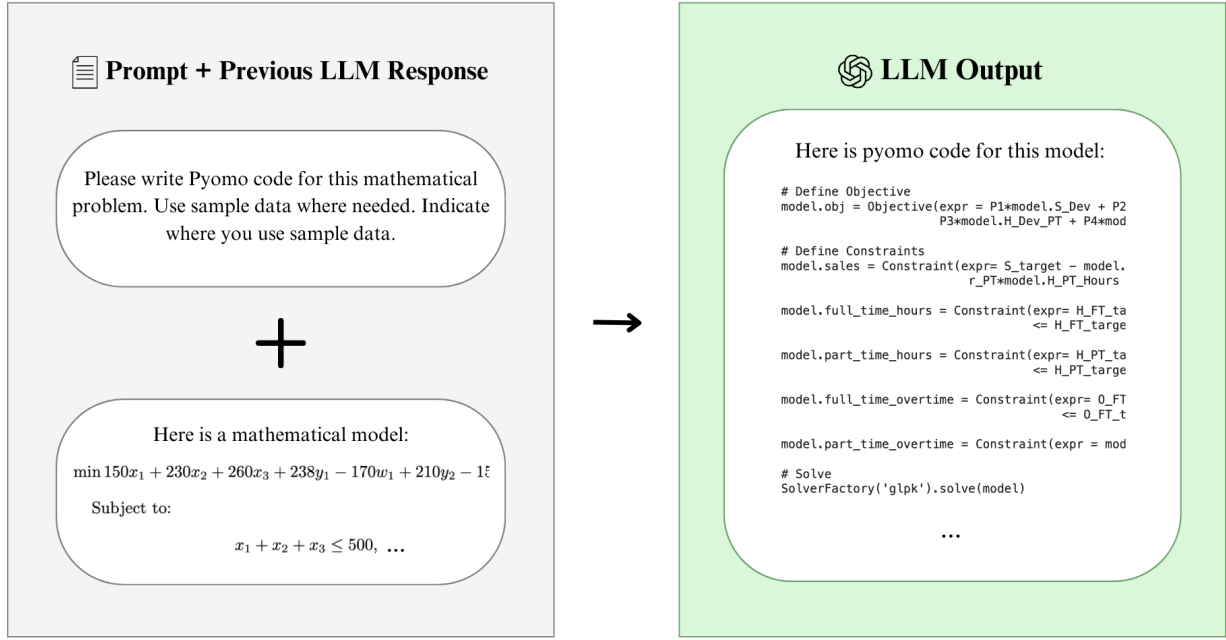 Prompt + Previous LLM Response
Please write Pyomo code for this mathematical
problem. Use sample data where needed. Indicate
where you use sample data.
+
Here is a mathematical model:
min 150x₁ + 230x₂ + 260x₃ + 238y₁ − 170w₁ + 210y₂ − 15
Subject to:
x₁ + x₂ + x₃ ≤ 500, ...
LLM Output
Here is pyomo code for this model:
# Define Objective
model.obj = Objective(expr = P1*model.S_Dev + P2
P3*model.H_Dev_PT + P4*mod
# Define Constraints
model.sales = Constraint(expr= S_target - model.
r_PT*model.H_PT_Hours
model.full_time_hours = Constraint(expr= H_FT_ta
<= H_FT_targe
model.part_time_hours = Constraint(expr= H_PT_ta
<= H_PT_targe
model.full_time_overtime = Constraint(expr= O_FT
<= O_FT_t
model.part_time_overtime = Constraint(expr = mod
# Solve
SolverFactory('glpk').solve(model)
...